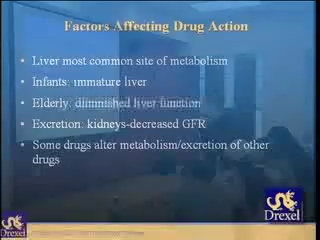 Factors Affecting Drug Action
• Liver most common site of metabolism
• Infants: immature liver
• Elderly: diminished liver function
• Excretion: kidneys-decreased GFR
• Some drugs alter metabolism/excretion of other
drugs
Drexel
Drexel